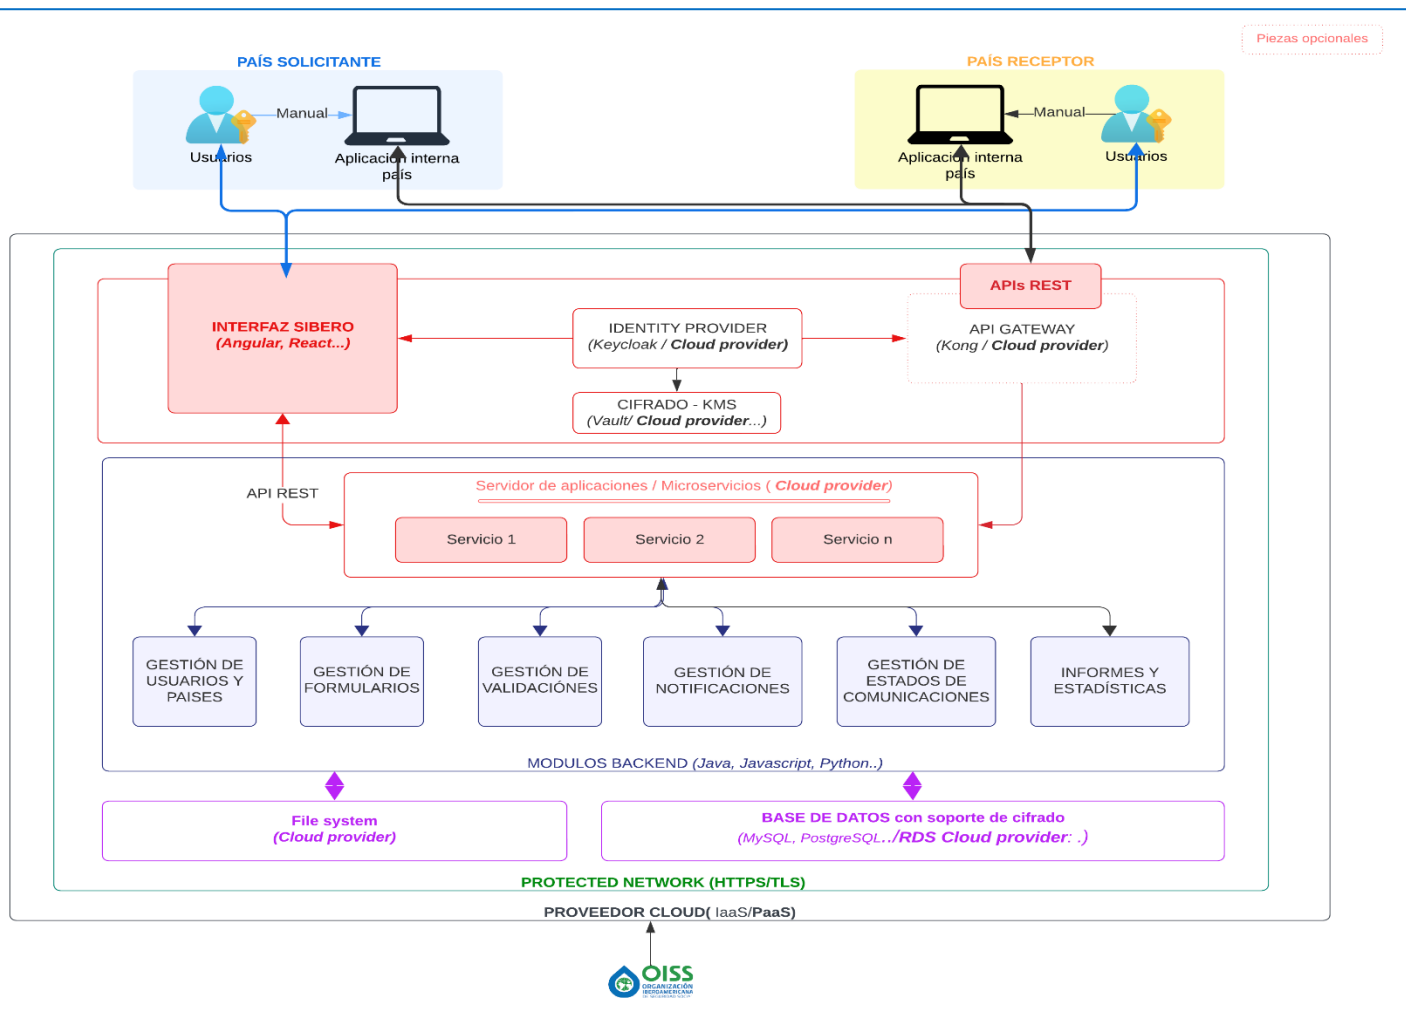 Piezas opcionales
PAÍS SOLICITANTE
PAÍS RECEPTOR
Manual
Manual
Usuarios
Aplicación interna
país
Aplicación interna
país
Usuarios
APIs REST
INTERFAZ SIBERO
(Angular, React...)
IDENTITY PROVIDER
(Keycloak / Cloud provider)
API GATEWAY
(Kong / Cloud provider)
CIFRADO - KMS
(Vault/ Cloud provider...)
API REST
Servidor de aplicaciones / Microservicios ( Cloud provider)
Servicio 1
Servicio 2
Servicio n
GESTIÓN DE
USUARIOS Y
PAISES
GESTIÓN DE
FORMULARIOS
GESTIÓN DE
VALIDACIÓNES
GESTIÓN DE
NOTIFICACIONES
GESTIÓN DE
ESTADOS DE
COMUNICACIONES
INFORMES Y
ESTADÍSTICAS
MODULOS BACKEND (Java, Javascript, Python..)
File system
(Cloud provider)
BASE DE DATOS con soporte de cifrado
(MySQL, PostgreSQL../RDS Cloud provider: .)
PROTECTED NETWORK (HTTPS/TLS)
PROVEEDOR CLOUD( IaaS/PaaS)
OISS
ORGANIZACIÓN
IBEROAMERICANA